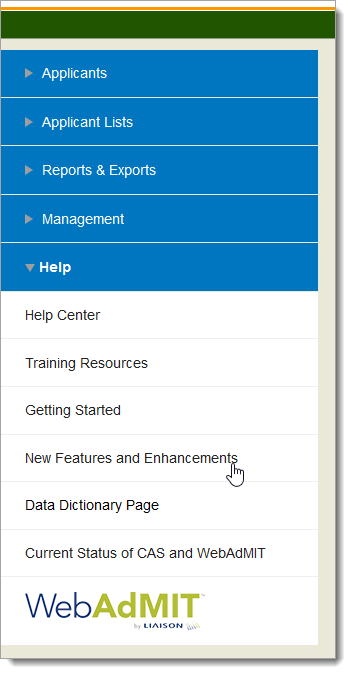 Applicants
Applicant Lists
Reports & Exports
Management
Help
Help Center
Training Resources
Getting Started
New Features and Enhancements
Data Dictionary Page
Current Status of CAS and WebAdMIT
WebAdMIT™
by LIAISON